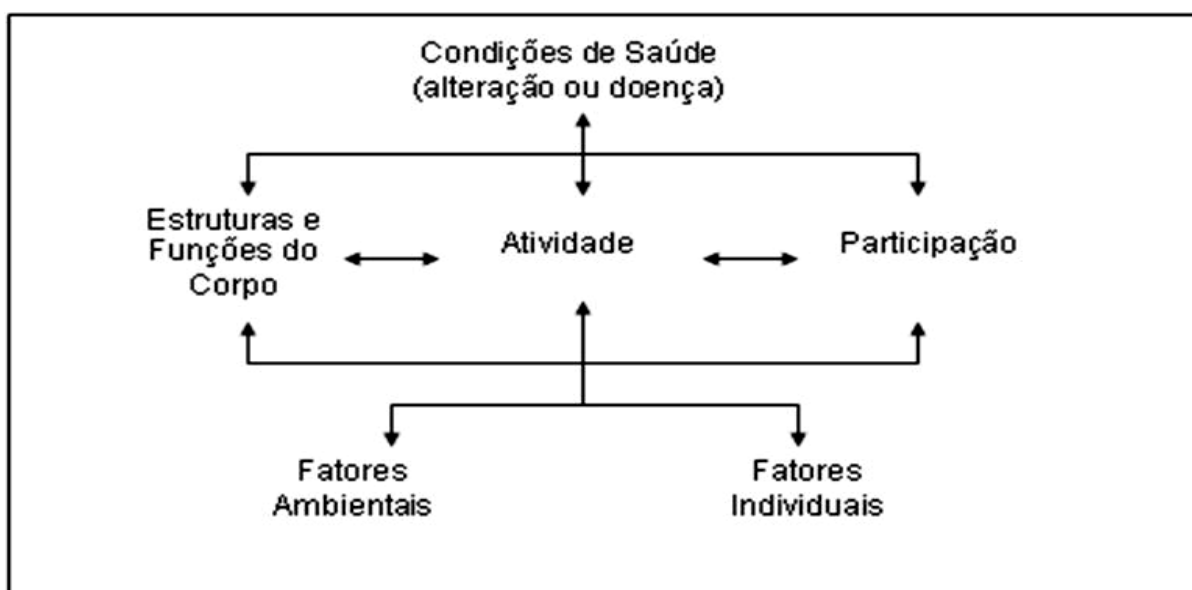 Condições de Saúde
(alteração ou doença)
Estruturas e
Funções do
Corpo
Atividade
Participação
Fatores
Ambientais
Fatores
Individuais